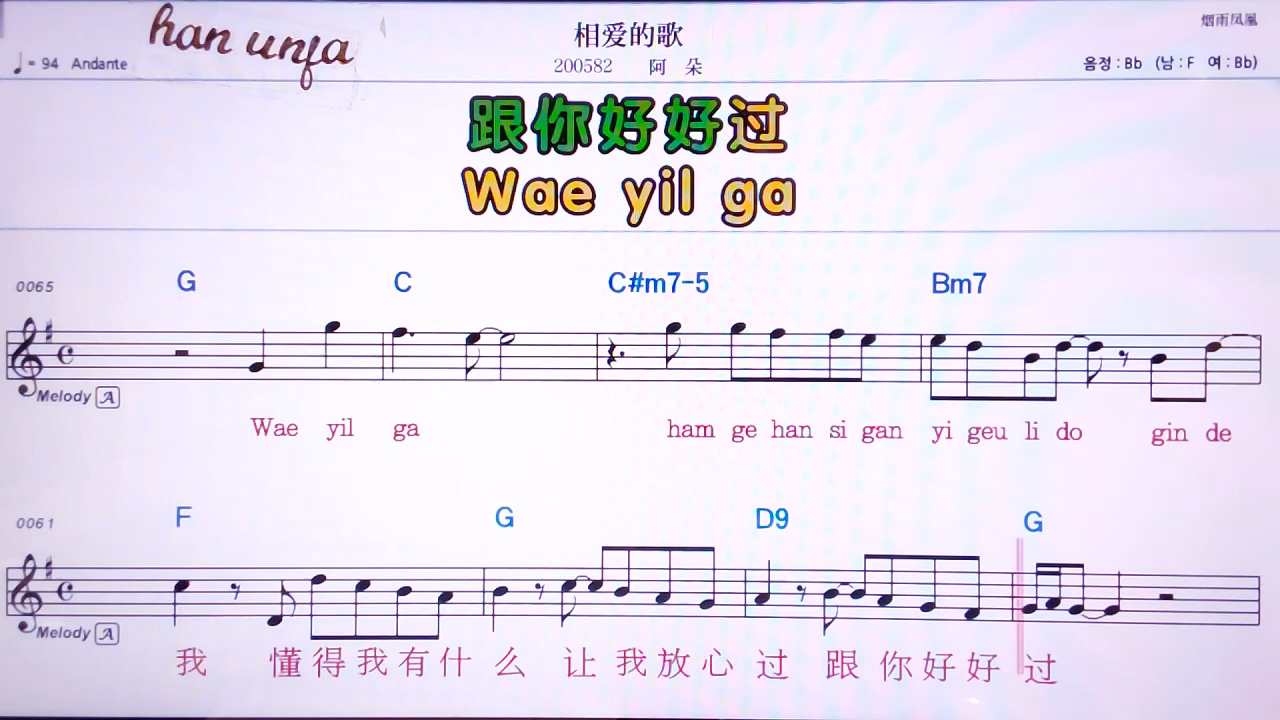 han unja
相爱的歌
烟雨凤凰
♩= 94 Andante
200582 阿 朵
음정 : Bb (남 : F 여 : Bb)
跟你好好过
Wae yil ga
0065 G C C#m7-5 Bm7
Melody A
Wae yil ga ham ge han si gan yi geu li do gin de
0061 F G D9 G
Melody A
我 懂得我有什 么 让 我放心 过 跟 你好好 过